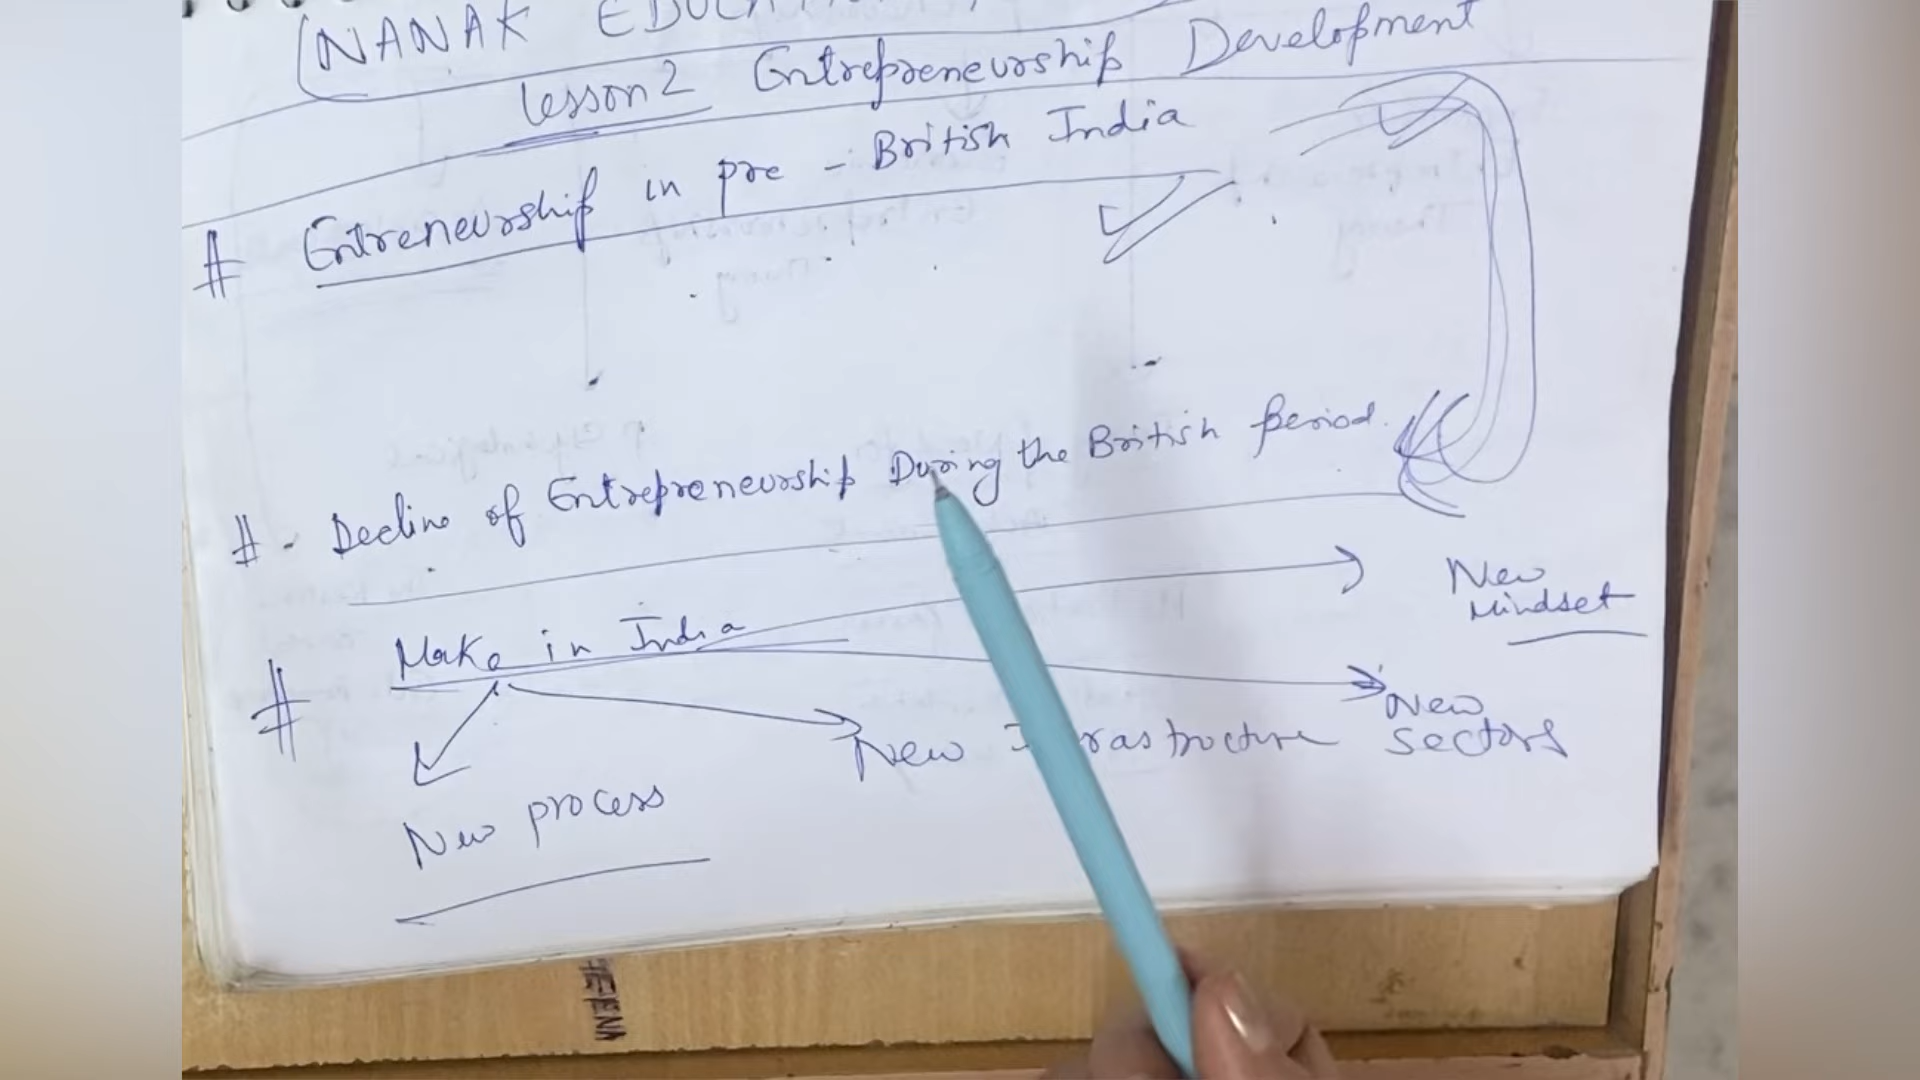 NANAK
Lesson 2 Entrepreneurship Development
# Entreneurship in pre - British India
# - Decline of Entrepreneurship During the British Period.
# Make in India
New Mindset
New Sectors
New
New process
HEENA